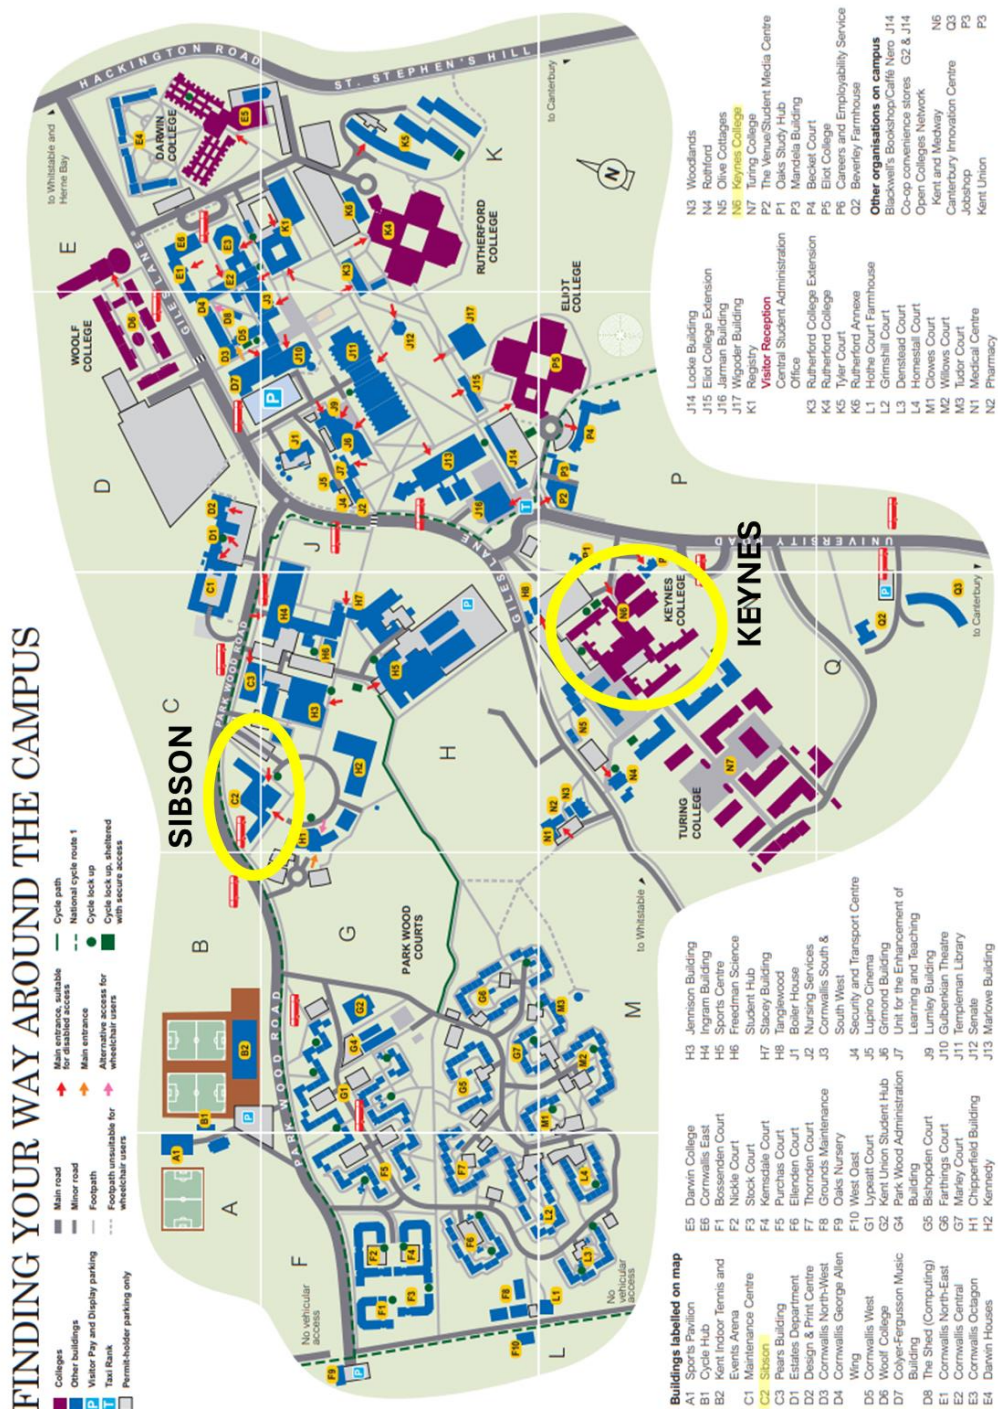 FINDING YOUR WAY AROUND THE CAMPUS
Colleges
Other buildings
P Visitor Pay and Display parking
T Taxi Rank
Permit-holder parking only
Main road
Minor road
Footpath
Footpath unsuitable for
wheelchair users
Main entrance, suitable
for disabled access
Main entrance
Alternative access for
wheelchair users
Cycle path
National cycle route 1
Cycle lock up
Cycle lock up, sheltered
with secure access
SIBSON
KEYNES
HACKINGTON ROAD
ST. STEPHEN'S HILL
to Whitstable and
Herne Bay
to Canterbury
GILES LANE
PARK WOOD ROAD
PARK WOOD ROAD
GILES LANE
UNIVERSITY ROAD
DARWIN
COLLEGE
WOOLF
COLLEGE
RUTHERFORD
COLLEGE
ELIOT
COLLEGE
KEYNES
COLLEGE
TURING
COLLEGE
PARK WOOD
COURTS
to Whitstable
to Canterbury
No vehicular
access
No
vehicular
access
N
A
B
C
D
E
F
G
H
J
K
L
M
P
Q
Buildings labelled on map
A1 Sports Pavilion
B1 Cycle Hub
B2 Kent Indoor Tennis and
Events Arena
C1 Maintenance Centre
C2 Sibson
C3 Pears Building
D1 Estates Department
D2 Design & Print Centre
D3 Cornwallis North-West
D4 Cornwallis George Allen
Wing
D5 Cornwallis West
D6 Woolf College
D7 Colyer-Fergusson Music
Building
D8 The Shed (Computing)
E1 Cornwallis North-East
E2 Cornwallis Central
E3 Cornwallis Octagon
E4 Darwin Houses
E5 Darwin College
E6 Cornwallis East
F1 Bossenden Court
F2 Nickle Court
F3 Stock Court
F4 Kemsdale Court
F5 Purchas Court
F6 Ellenden Court
F7 Thornden Court
F8 Grounds Maintenance
F9 Oaks Nursery
F10 West Oast
G1 Lypeatt Court
G2 Kent Union Student Hub
G4 Park Wood Administration
Building
G5 Bishopden Court
G6 Farthings Court
G7 Marley Court
H1 Chipperfield Building
H2 Kennedy
H3 Jennison Building
H4 Ingram Building
H5 Sports Centre
H6 Freedman Science
Student Hub
H7 Stacey Building
H8 Tanglewood
J1 Boiler House
J2 Nursing Services
J3 Cornwallis South &
South West
J4 Security and Transport Centre
J5 Lupino Cinema
J6 Grimond Building
J7 Unit for the Enhancement of
Learning and Teaching
J9 Lumley Building
J10 Gulbenkian Theatre
J11 Templeman Library
J12 Senate
J13 Marlowe Building
J14 Locke Building
J15 Eliot College Extension
J16 Jarman Building
J17 Wigoder Building
K1 Registry
Visitor Reception
Central Student Administration
Office
K3 Rutherford College Extension
K4 Rutherford College
K5 Tyler Court
K6 Rutherford Annexe
L1 Hothe Court Farmhouse
L2 Grimshill Court
L3 Denstead Court
L4 Homestall Court
M1 Clowes Court
M2 Willows Court
M3 Tudor Court
N1 Medical Centre
N2 Pharmacy
N3 Woodlands
N4 Rothford
N5 Olive Cottages
N6 Keynes College
N7 Turing College
P2 The Venue/Student Media Centre
P1 Oaks Study Hub
P3 Mandela Building
P4 Becket Court
P5 Eliot College
P6 Careers and Employability Service
Q2 Beverley Farmhouse
Other organisations on campus
Blackwell's Bookshop/Caffè Nero J14
Co-op convenience stores G2 & J14
Open Colleges Network
Kent and Medway N6
Canterbury Innovation Centre Q3
Jobshop P3
Kent Union P3